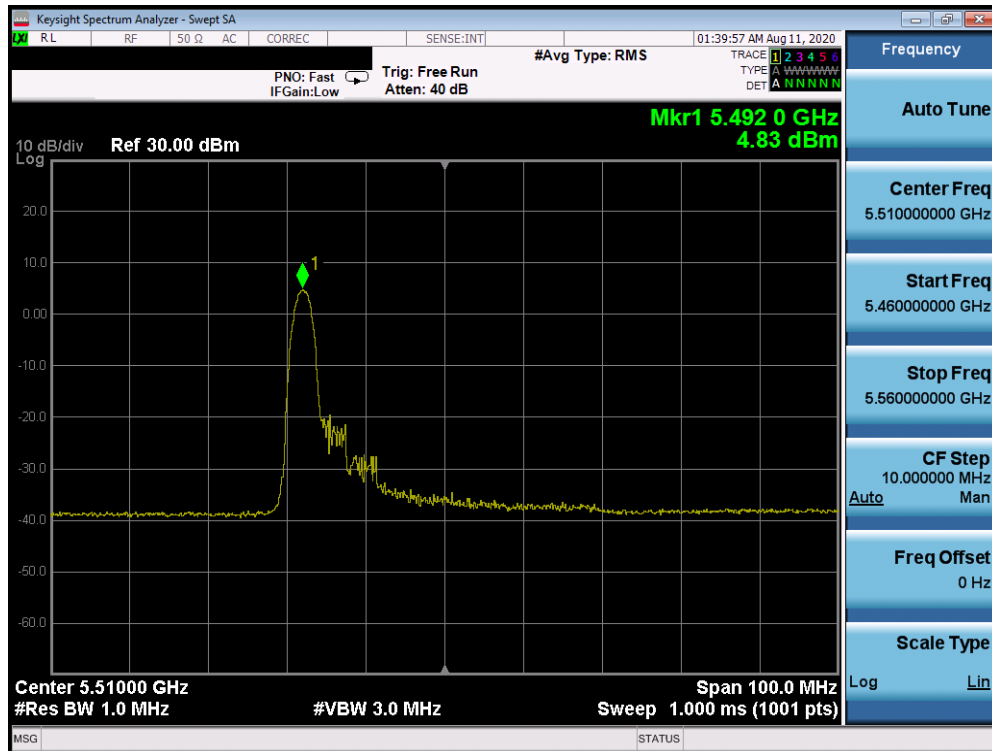 Keysight Spectrum Analyzer - Swept SA
LXI RL RF 50 Ω AC CORREC SENSE:INT 01:39:57 AM Aug 11, 2020
#Avg Type: RMS
TRACE 1 2 3 4 5 6
PNO: Fast Trig: Free Run TYPE A WWWWW
IFGain:Low Atten: 40 dB DET A N N N N N
Mkr1 5.492 0 GHz
4.83 dBm
10 dB/div Ref 30.00 dBm
Log
20.0
10.0
1
0.00
-10.0
-20.0
-30.0
-40.0
-50.0
-60.0
Center 5.51000 GHz Span 100.0 MHz
#Res BW 1.0 MHz #VBW 3.0 MHz Sweep 1.000 ms (1001 pts)
MSG STATUS
Frequency
Auto Tune
Center Freq
5.510000000 GHz
Start Freq
5.460000000 GHz
Stop Freq
5.560000000 GHz
CF Step
10.000000 MHz
Auto Man
Freq Offset
0 Hz
Scale Type
Log Lin